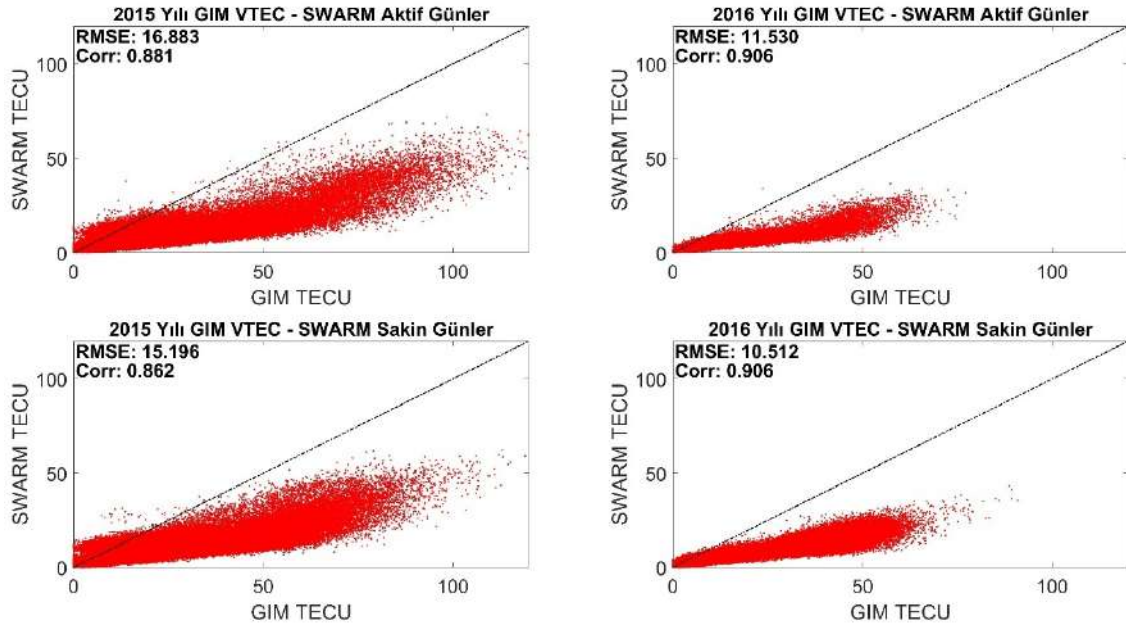 2015 Yılı GIM VTEC - SWARM Aktif Günler
RMSE: 16.883
Corr: 0.881
100
50
0
SWARM TECU
0 50 100
GIM TECU
2016 Yılı GIM VTEC - SWARM Aktif Günler
RMSE: 11.530
Corr: 0.906
100
50
0
SWARM TECU
0 50 100
GIM TECU
2015 Yılı GIM VTEC - SWARM Sakin Günler
RMSE: 15.196
Corr: 0.862
100
50
0
SWARM TECU
0 50 100
GIM TECU
2016 Yılı GIM VTEC - SWARM Sakin Günler
RMSE: 10.512
Corr: 0.906
100
50
0
SWARM TECU
0 50 100
GIM TECU